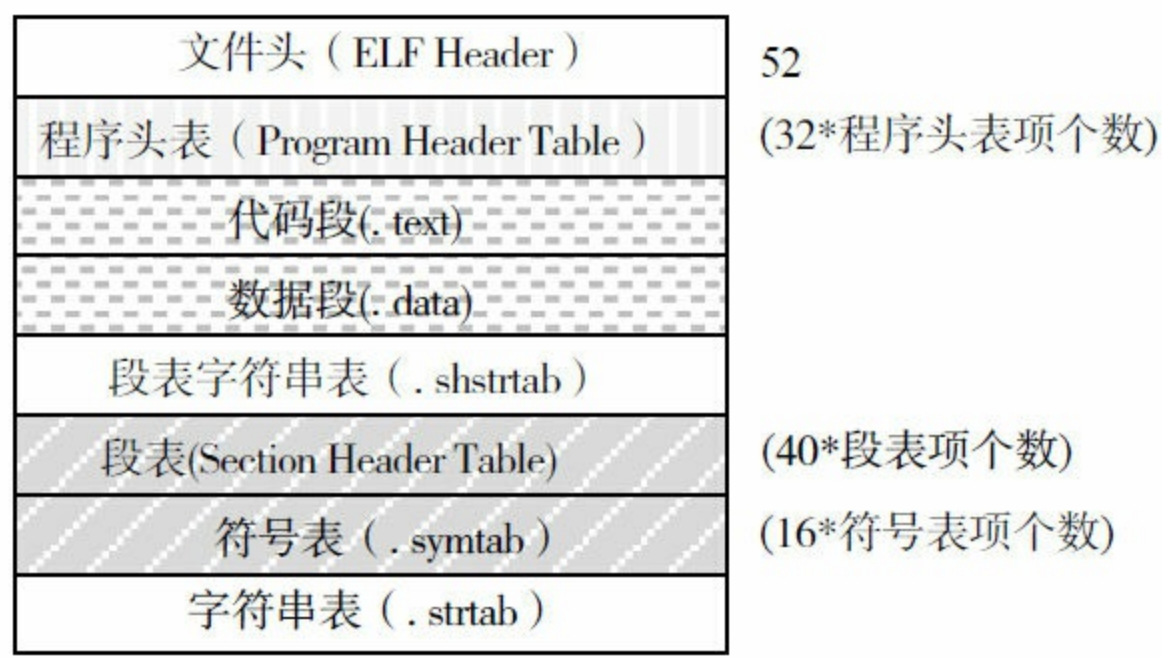 文件头（ELF Header）
52
程序头表（Program Header Table）
(32*程序头表项个数)
代码段(. text)
数据段(. data)
段表字符串表（. shstrtab）
段表(Section Header Table)
(40*段表项个数)
符号表（. symtab）
(16*符号表项个数)
字符串表（. strtab）